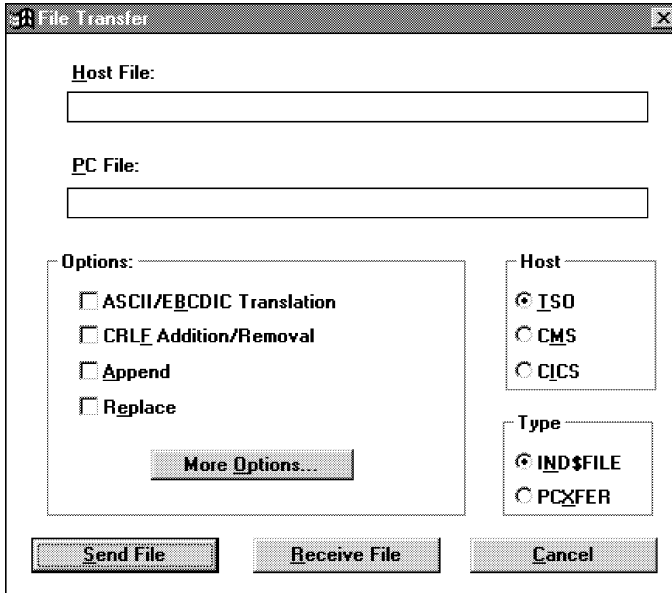 File Transfer
Host File:
PC File:
Options:
ASCII/EBCDIC Translation
CRLF Addition/Removal
Append
Replace
More Options...
Host
TSO
CMS
CICS
Type
IND$FILE
PCXFER
Send File
Receive File
Cancel